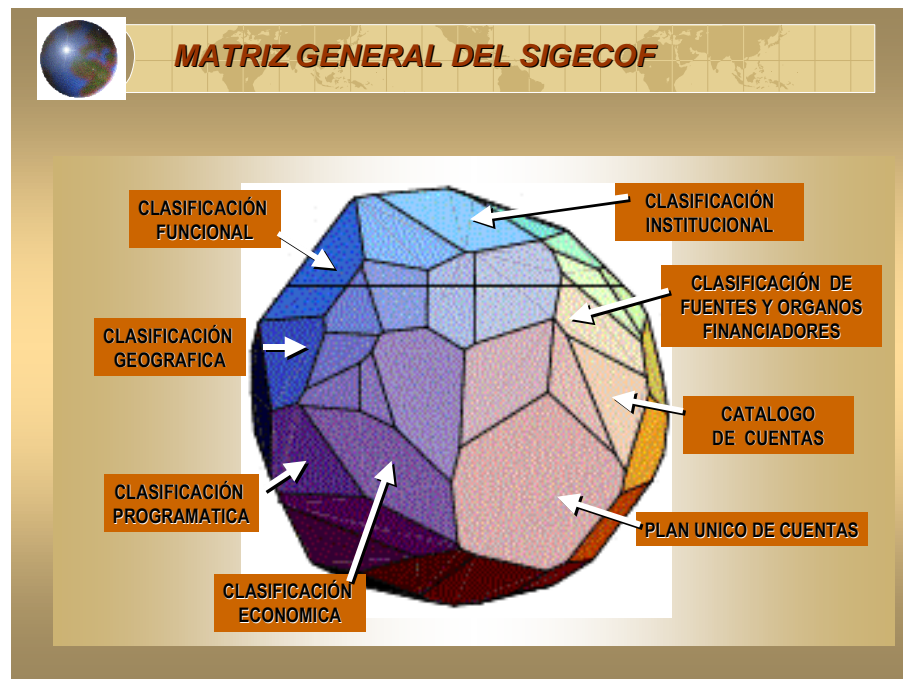 MATRIZ GENERAL DEL SIGECOF
CLASIFICACIÓN
FUNCIONAL
CLASIFICACIÓN
INSTITUCIONAL
CLASIFICACIÓN DE
FUENTES Y ORGANOS
FINANCIADORES
CLASIFICACIÓN
GEOGRAFICA
CATALOGO
DE CUENTAS
CLASIFICACIÓN
PROGRAMATICA
PLAN UNICO DE CUENTAS
CLASIFICACIÓN
ECONOMICA